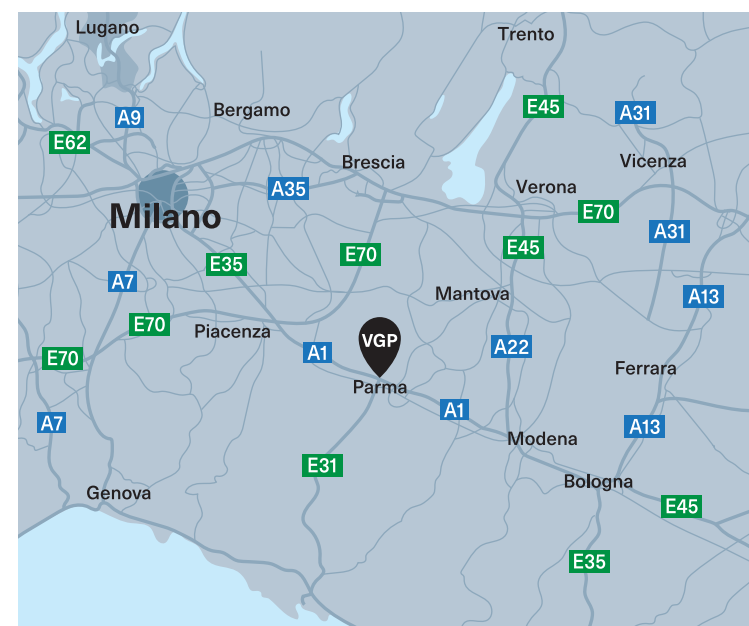 Lugano
Trento
A9
Bergamo
E45
A31
E62
Brescia
Vicenza
A35
Verona
Milano
E70
A31
E35
E70
E45
A7
Mantova
A13
E70
Piacenza
VGP
A1
A22
E70
Ferrara
Parma
A7
A1
A13
Modena
E31
Bologna
Genova
E45
E35